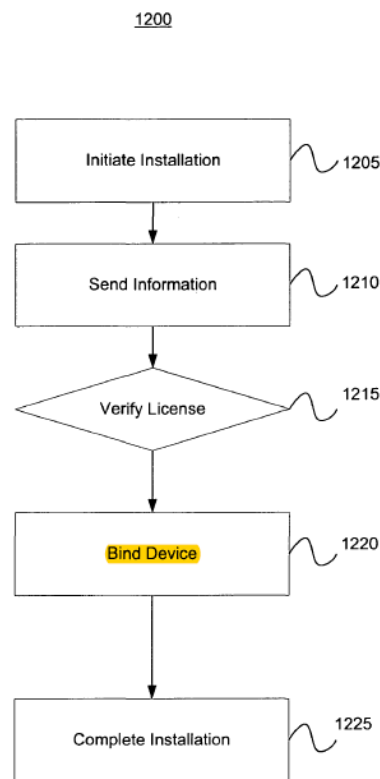 1200
Initiate Installation
1205
Send Information
1210
Verify License
1215
Bind Device
1220
Complete Installation
1225